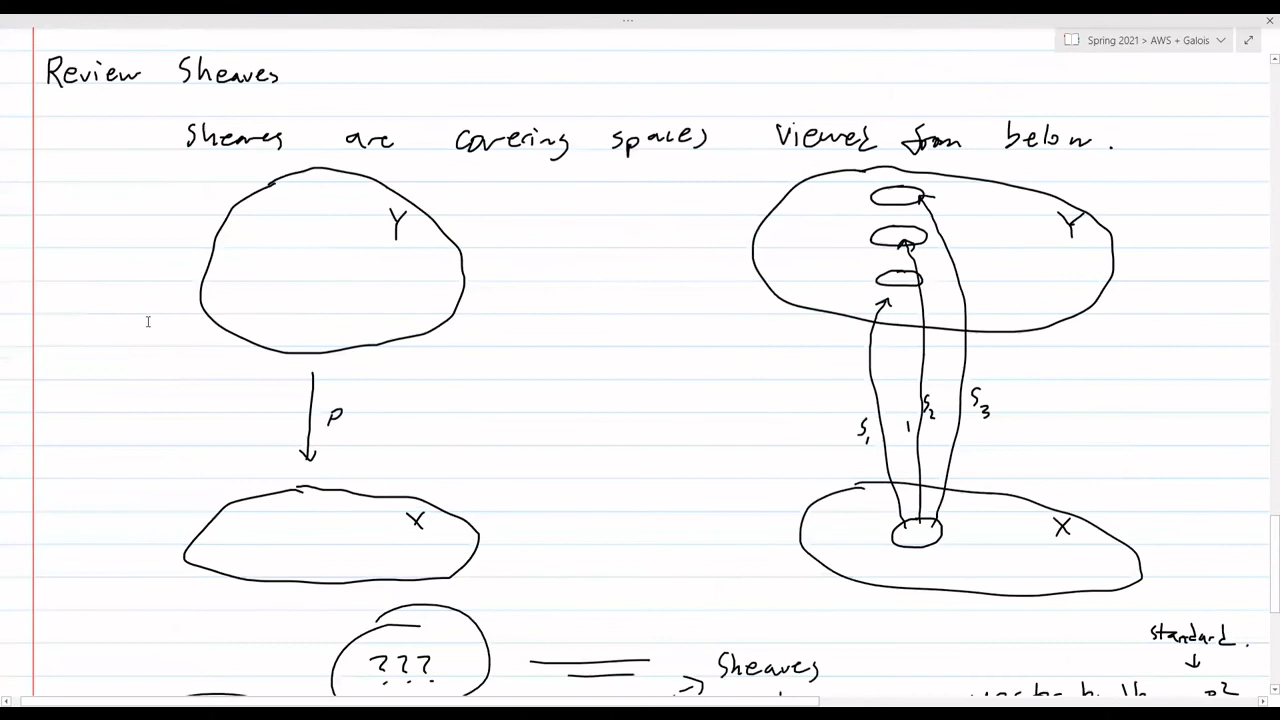 Spring 2021 > AWS + Galois
Review Sheaves
Sheaves are covering spaces viewed from below.
Y Y
P
S1 S2 S3
X X
standard.
??? Sheaves